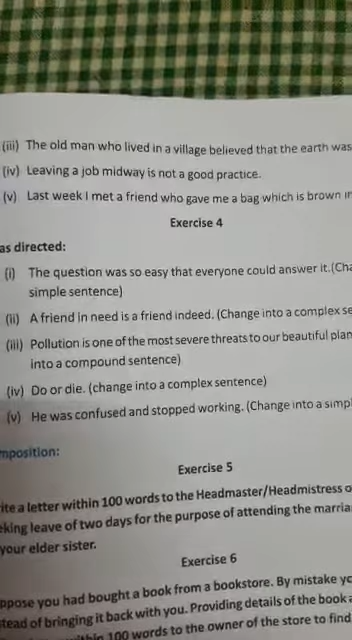 (iii) The old man who lived in a village believed that the earth was
(iv) Leaving a job midway is not a good practice.
(v) Last week I met a friend who gave me a bag which is brown in
Exercise 4
as directed:
(i) The question was so easy that everyone could answer it.(Cha
simple sentence)
(ii) A friend in need is a friend indeed. (Change into a complex se
(iii) Pollution is one of the most severe threats to our beautiful plan
into a compound sentence)
(iv) Do or die. (change into a complex sentence)
(v) He was confused and stopped working. (Change into a simpl
mposition:
Exercise 5
ite a letter within 100 words to the Headmaster/Headmistress o
eking leave of two days for the purpose of attending the marria
your elder sister.
Exercise 6
ppose you had bought a book from a bookstore. By mistake yo
stead of bringing it back with you. Providing details of the book a
within 100 words to the owner of the store to find